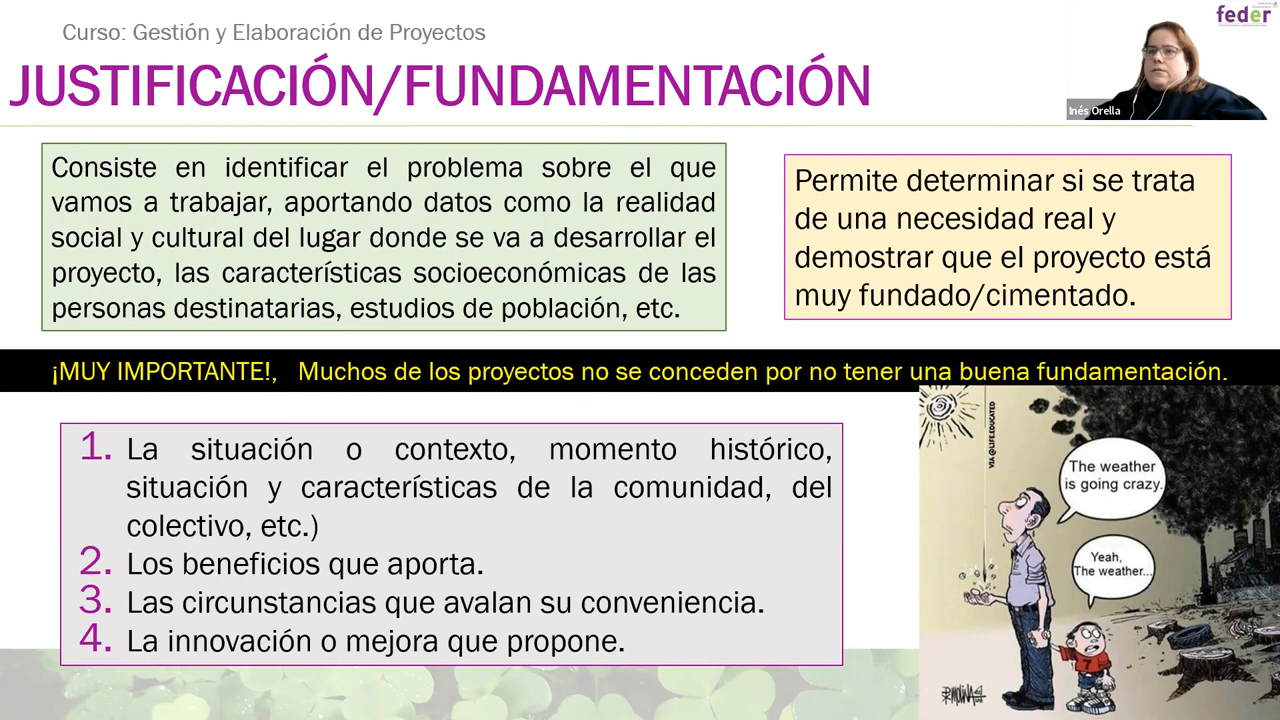 Curso: Gestión y Elaboración de Proyectos
feder
JUSTIFICACIÓN/FUNDAMENTACIÓN
Inés Orella
Consiste en identificar el problema sobre el que
vamos a trabajar, aportando datos como la realidad
social y cultural del lugar donde se va a desarrollar el
proyecto, las características socioeconómicas de las
personas destinatarias, estudios de población, etc.
Permite determinar si se trata
de una necesidad real y
demostrar que el proyecto está
muy fundado/cimentado.
¡MUY IMPORTANTE!, Muchos de los proyectos no se conceden por no tener una buena fundamentación.
1. La situación o contexto, momento histórico,
situación y características de la comunidad, del
colectivo, etc.)
2. Los beneficios que aporta.
3. Las circunstancias que avalan su conveniencia.
4. La innovación o mejora que propone.
VIA @LIFE.EDUCATED
The weather
is going crazy.
Yeah,
The weather...
7